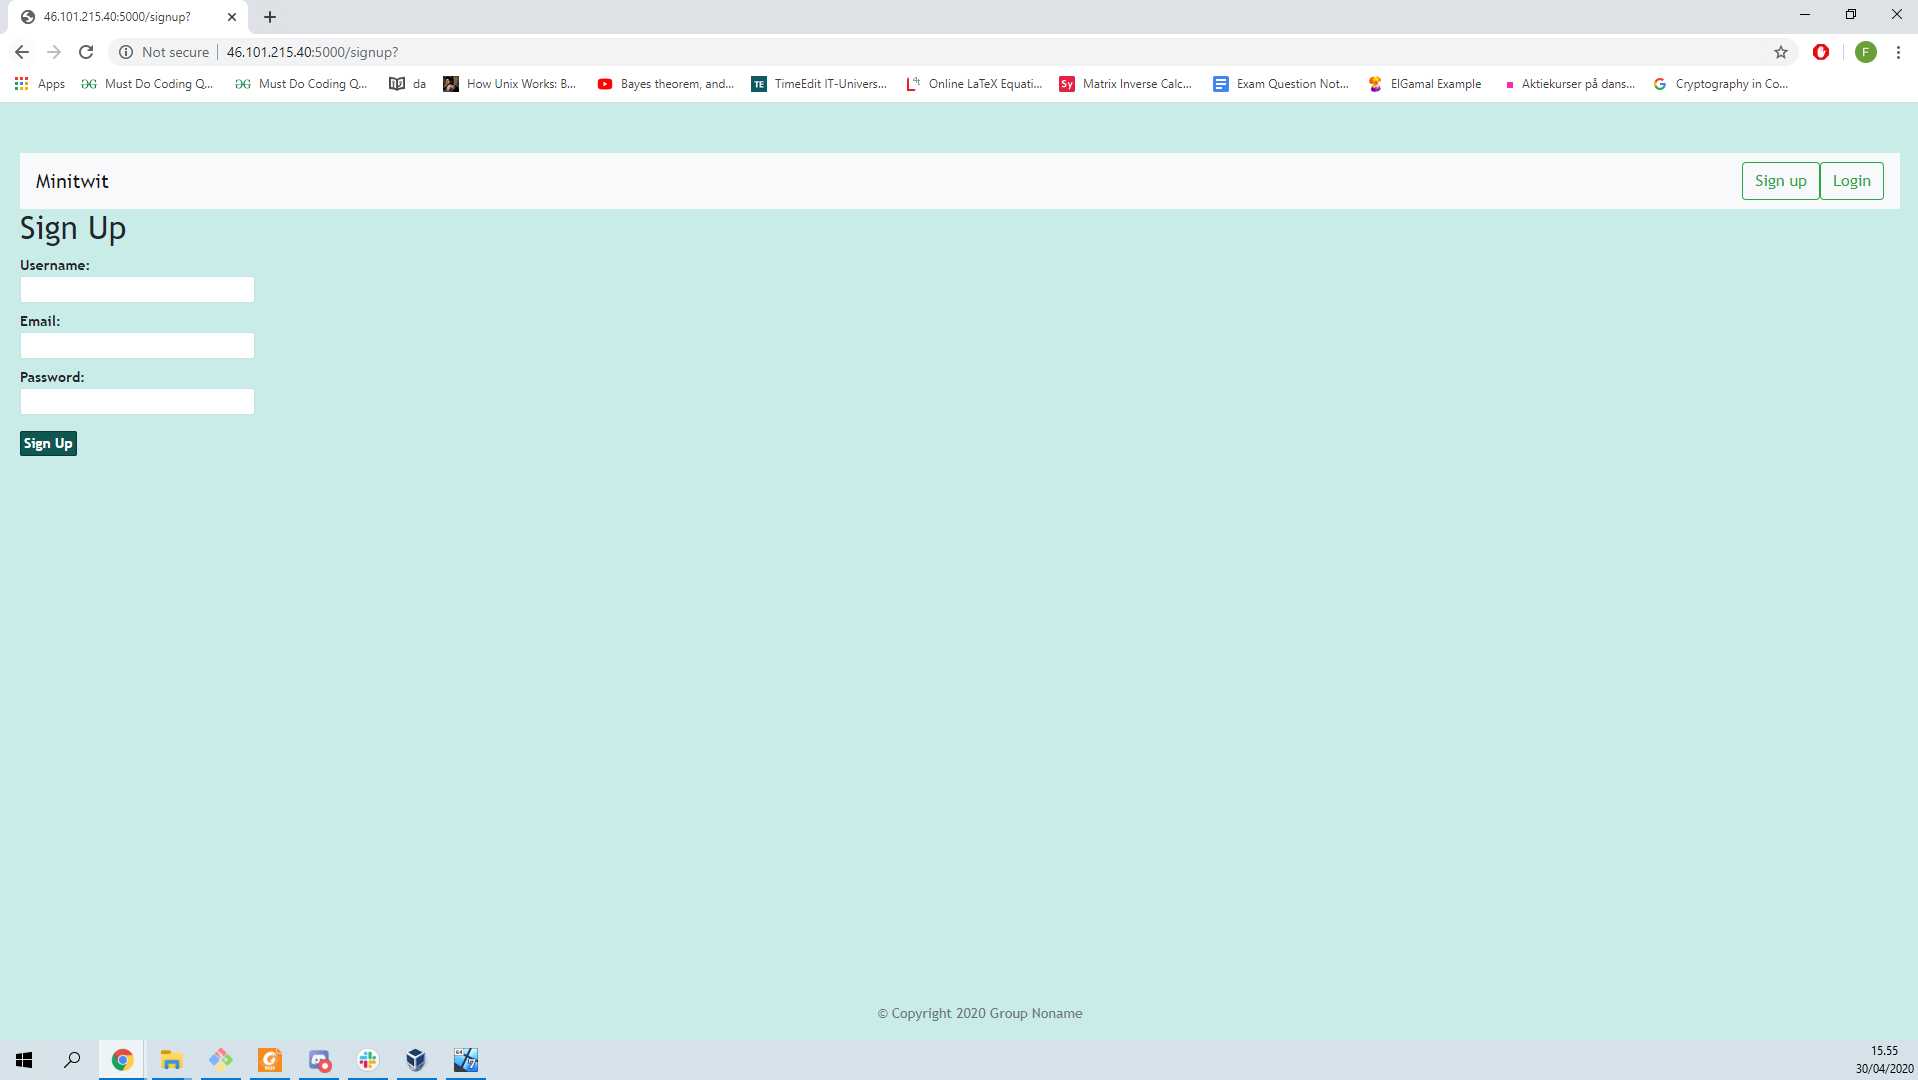 46.101.215.40:5000/signup?
Not secure 46.101.215.40:5000/signup?
Apps Must Do Coding Q... Must Do Coding Q... da How Unix Works: B... Bayes theorem, and... TE TimeEdit IT-Univers... Online LaTeX Equati... Sy Matrix Inverse Calc... Exam Question Not... ElGamal Example Aktiekurser på dans... Cryptography in Co...
F
Minitwit
Sign up Login
Sign Up
Username:
Email:
Password:
Sign Up
© Copyright 2020 Group Noname
15.55
30/04/2020